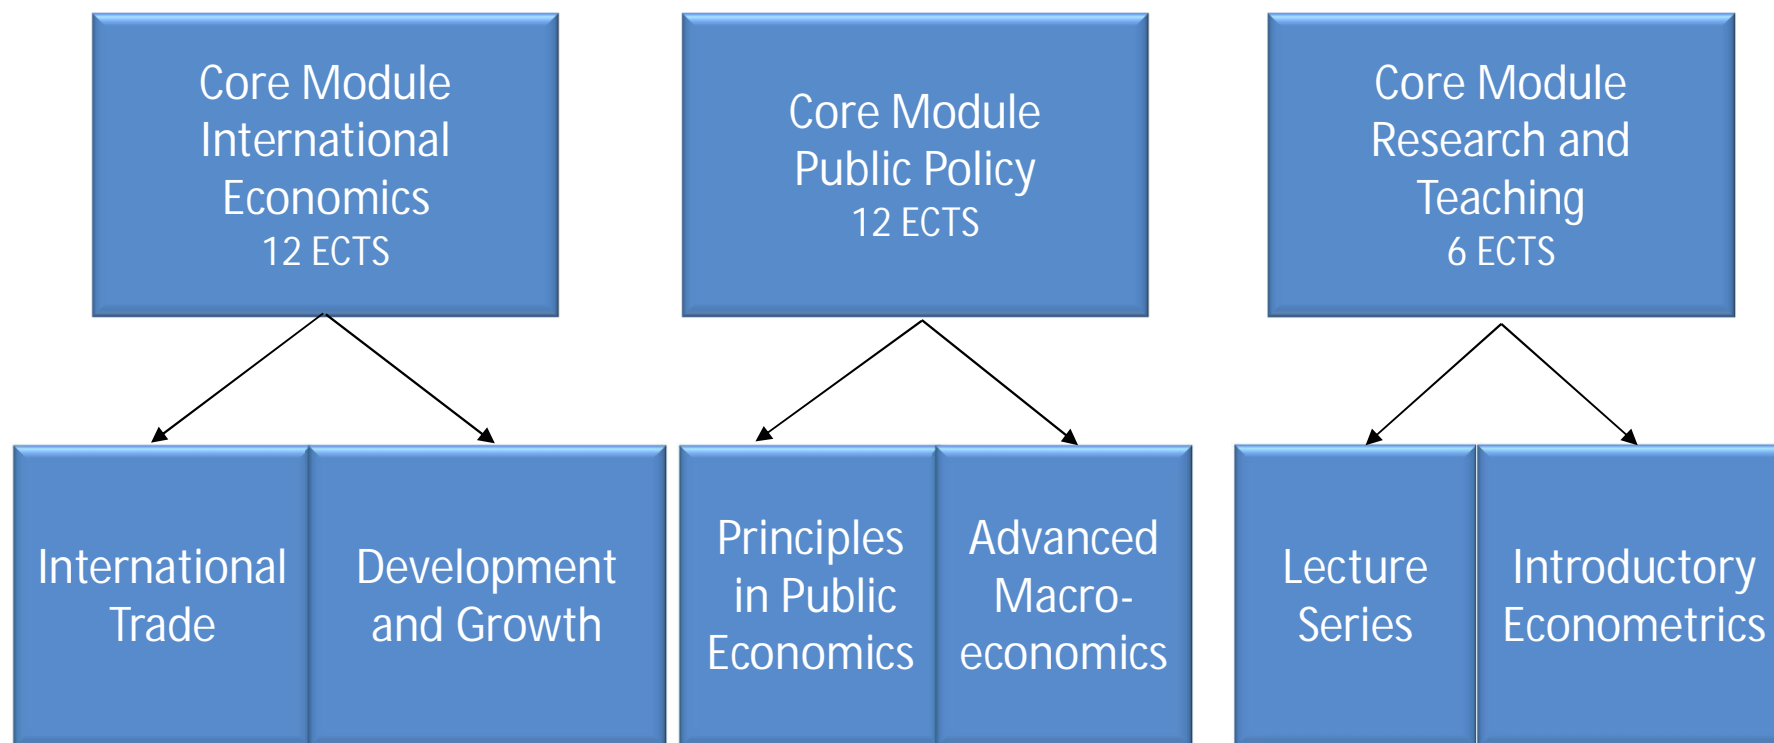 Core Module
International
Economics
12 ECTS
Core Module
Public Policy
12 ECTS
Core Module
Research and
Teaching
6 ECTS
International
Trade
Development
and Growth
Principles
in Public
Economics
Advanced
Macro-
economics
Lecture
Series
Introductory
Econometrics